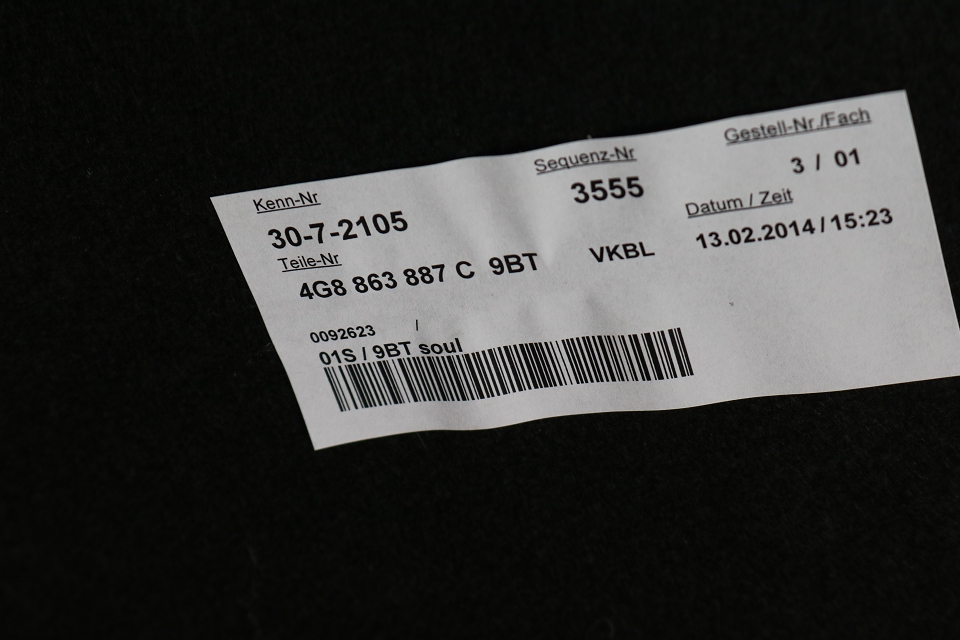 Kenn-Nr Sequenz-Nr Gestell-Nr./Fach
30-7-2105 3555 3 / 01
Teile-Nr Datum / Zeit
4G8 863 887 C 9BT VKBL 13.02.2014 / 15:23
0092623 /
01S / 9BT soul